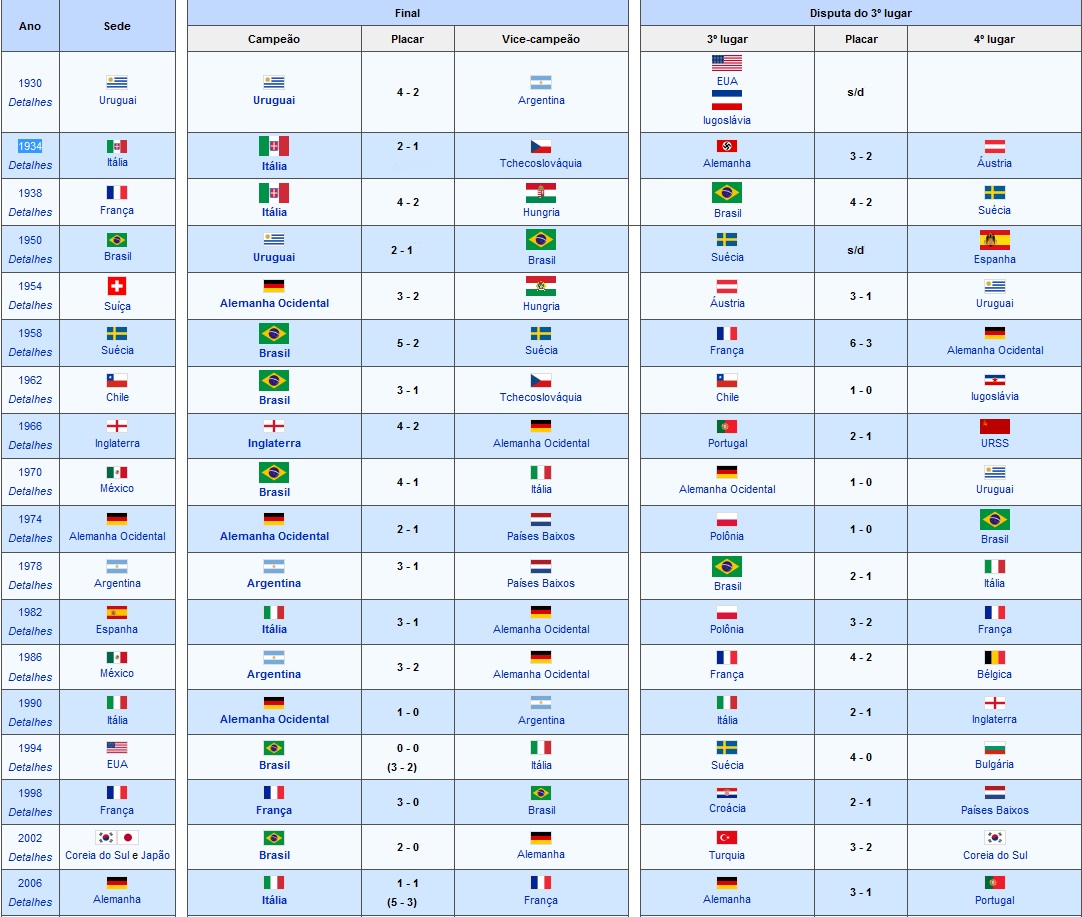 Ano Sede Final Disputa do 3º lugar
Campeão Placar Vice-campeão 3º lugar Placar 4º lugar
1930 Detalhes Uruguai Uruguai 4 - 2 Argentina EUA Iugoslávia s/d
1934 Detalhes Itália Itália 2 - 1 Tchecoslováquia Alemanha 3 - 2 Áustria
1938 Detalhes França Itália 4 - 2 Hungria Brasil 4 - 2 Suécia
1950 Detalhes Brasil Uruguai 2 - 1 Brasil Suécia s/d Espanha
1954 Detalhes Suíça Alemanha Ocidental 3 - 2 Hungria Áustria 3 - 1 Uruguai
1958 Detalhes Suécia Brasil 5 - 2 Suécia França 6 - 3 Alemanha Ocidental
1962 Detalhes Chile Brasil 3 - 1 Tchecoslováquia Chile 1 - 0 Iugoslávia
1966 Detalhes Inglaterra Inglaterra 4 - 2 Alemanha Ocidental Portugal 2 - 1 URSS
1970 Detalhes México Brasil 4 - 1 Itália Alemanha Ocidental 1 - 0 Uruguai
1974 Detalhes Alemanha Ocidental Alemanha Ocidental 2 - 1 Países Baixos Polônia 1 - 0 Brasil
1978 Detalhes Argentina Argentina 3 - 1 Países Baixos Brasil 2 - 1 Itália
1982 Detalhes Espanha Itália 3 - 1 Alemanha Ocidental Polônia 3 - 2 França
1986 Detalhes México Argentina 3 - 2 Alemanha Ocidental França 4 - 2 Bélgica
1990 Detalhes Itália Alemanha Ocidental 1 - 0 Argentina Itália 2 - 1 Inglaterra
1994 Detalhes EUA Brasil 0 - 0 (3 - 2) Itália Suécia 4 - 0 Bulgária
1998 Detalhes França França 3 - 0 Brasil Croácia 2 - 1 Países Baixos
2002 Detalhes Coreia do Sul e Japão Brasil 2 - 0 Alemanha Turquia 3 - 2 Coreia do Sul
2006 Detalhes Alemanha Itália 1 - 1 (5 - 3) França Alemanha 3 - 1 Portugal